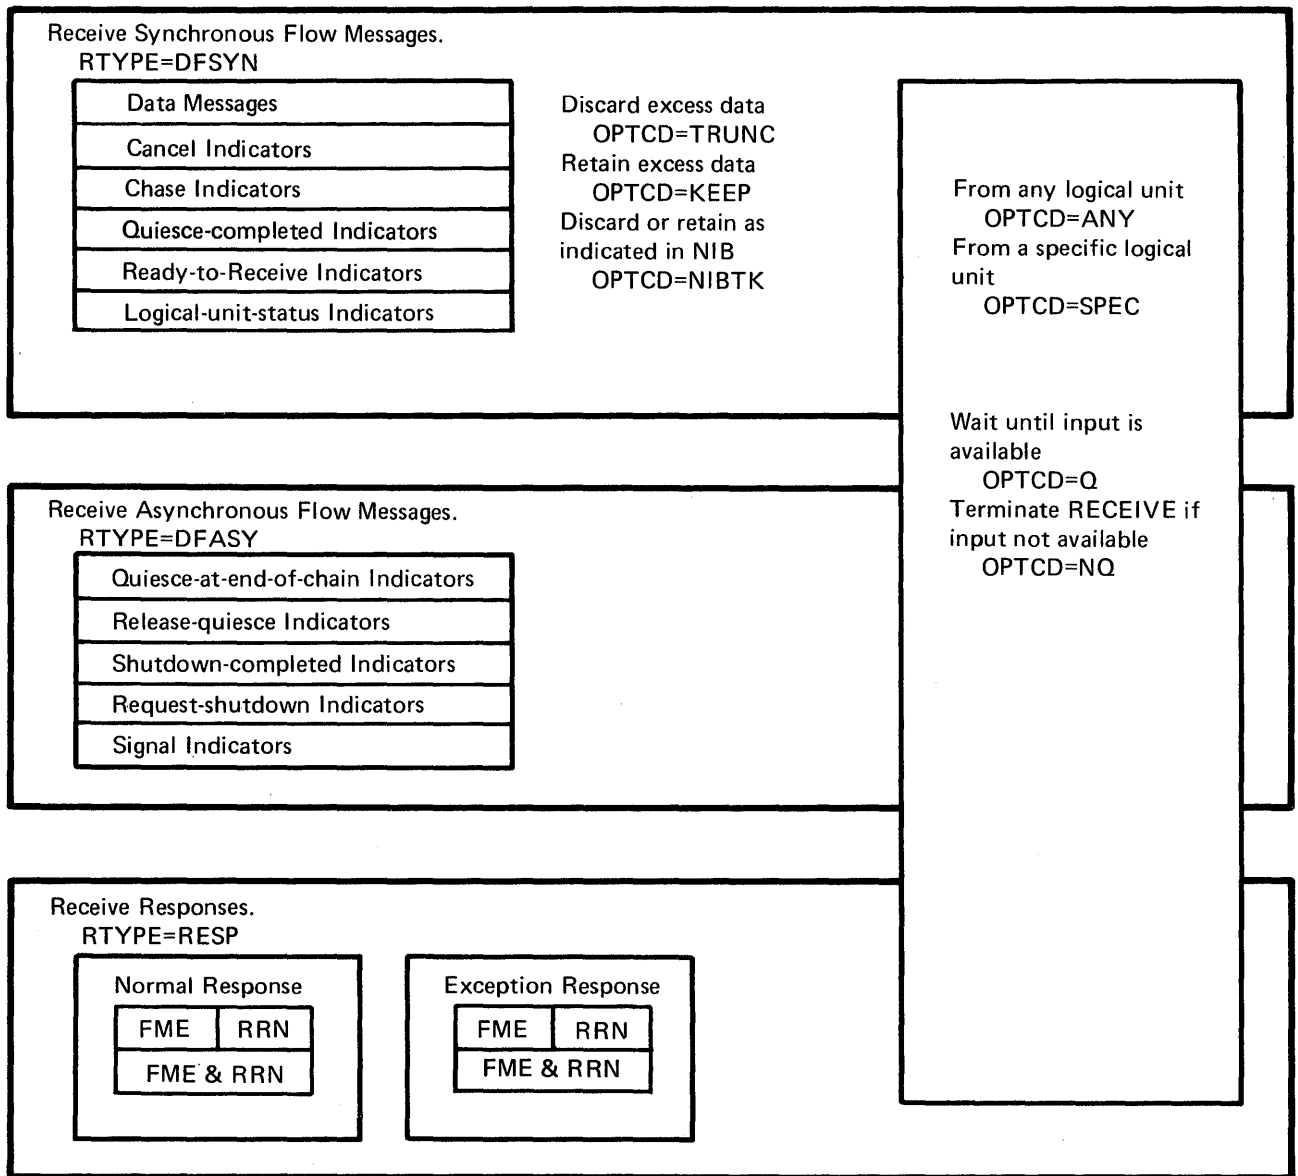 Receive Synchronous Flow Messages.
RTYPE=DFSYN
Data Messages
Cancel Indicators
Chase Indicators
Quiesce-completed Indicators
Ready-to-Receive Indicators
Logical-unit-status Indicators
Discard excess data
OPTCD=TRUNC
Retain excess data
OPTCD=KEEP
Discard or retain as
indicated in NIB
OPTCD=NIBTK
From any logical unit
OPTCD=ANY
From a specific logical
unit
OPTCD=SPEC
Wait until input is
available
OPTCD=Q
Terminate RECEIVE if
input not available
OPTCD=NQ
Receive Asynchronous Flow Messages.
RTYPE=DFASY
Quiesce-at-end-of-chain Indicators
Release-quiesce Indicators
Shutdown-completed Indicators
Request-shutdown Indicators
Signal Indicators
Receive Responses.
RTYPE=RESP
Normal Response
FME RRN
FME & RRN
Exception Response
FME RRN
FME & RRN